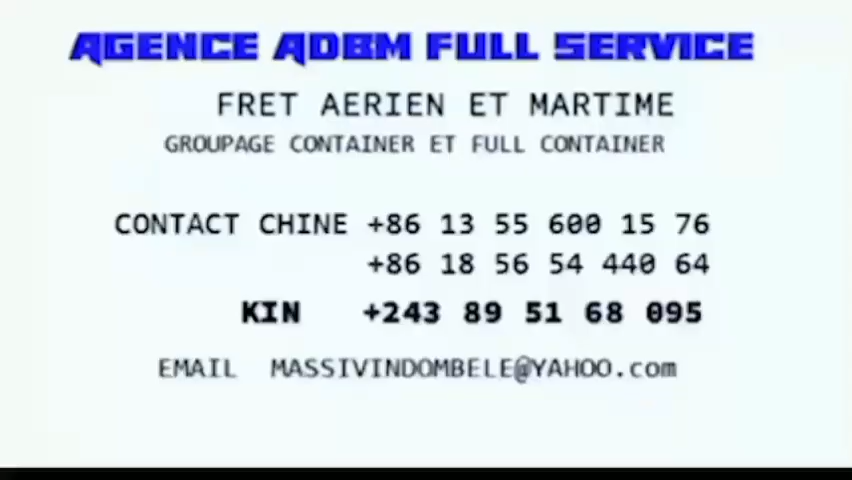 AGENCE ADBM FULL SERVICE
FRET AERIEN ET MARTIME
GROUPAGE CONTAINER ET FULL CONTAINER
CONTACT CHINE +86 13 55 600 15 76
+86 18 56 54 440 64
KIN +243 89 51 68 095
EMAIL MASSIVINDOMBELE@YAHOO.com